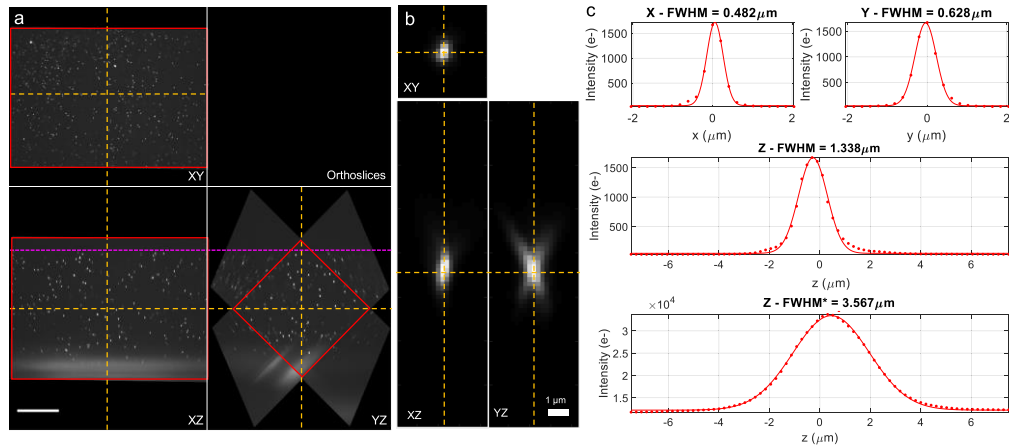 a
XY
Orthoslices
XZ
YZ
b
XY
XZ
YZ
1 μm
c
X - FWHM = 0.482μm
1500
1000
500
Intensity (e-)
-2
0
2
x (μm)
Y - FWHM = 0.628μm
1500
1000
500
Intensity (e-)
-2
0
2
y (μm)
Z - FWHM = 1.338μm
1500
1000
500
Intensity (e-)
-6
-4
-2
0
2
4
6
z (μm)
×10⁴
Z - FWHM* = 3.567μm
3
2.5
2
1.5
Intensity (e-)
-6
-4
-2
0
2
4
6
z (μm)